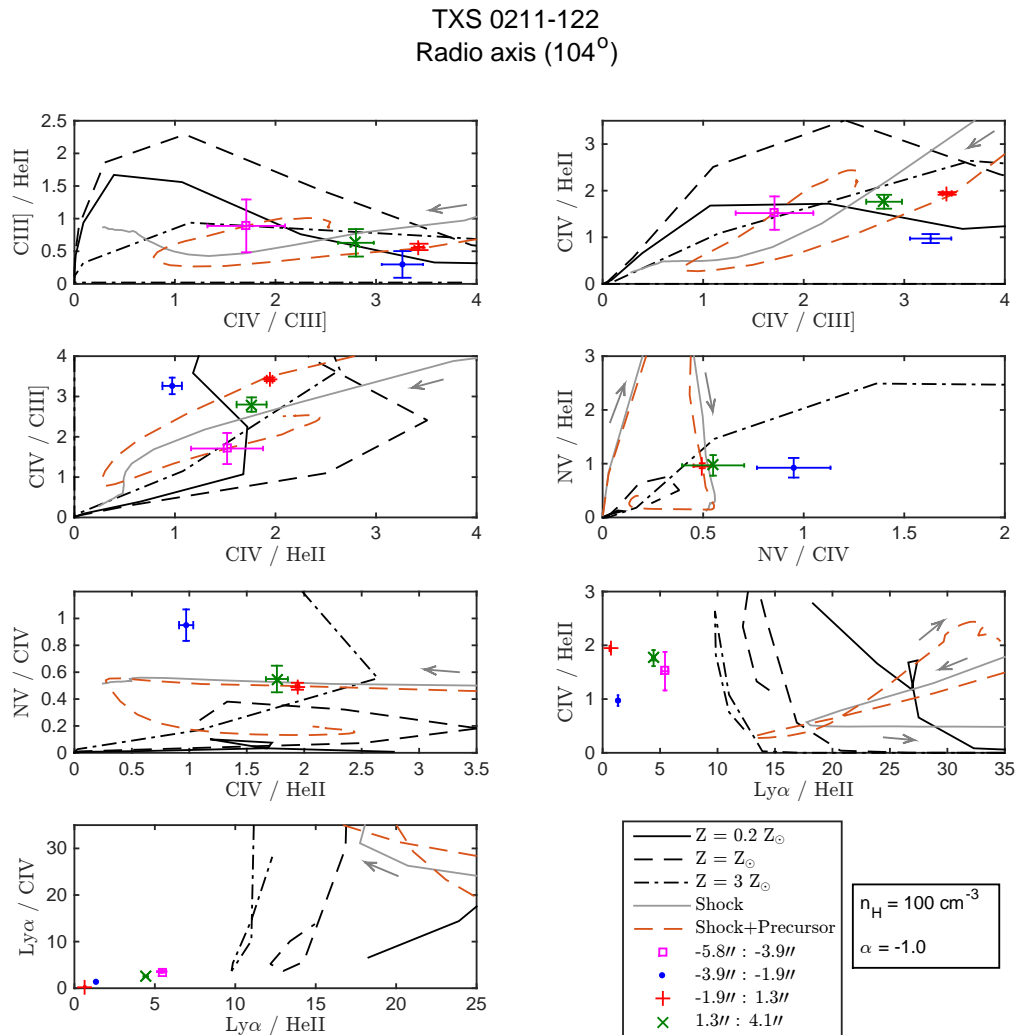 TXS 0211-122
Radio axis (104°)
CIII] / HeII
2.5
2
1.5
1
0.5
0
0 1 2 3 4
CIV / CIII]
CIV / HeII
3
2
1
0
0 1 2 3 4
CIV / CIII]
CIV / CIII]
4
3
2
1
0
0 1 2 3 4
CIV / HeII
NV / HeII
4
3
2
1
0
0 0.5 1 1.5 2
NV / CIV
NV / CIV
1
0.8
0.6
0.4
0.2
0
0 0.5 1 1.5 2 2.5 3 3.5
CIV / HeII
CIV / HeII
3
2
1
0
0 5 10 15 20 25 30 35
Lyα / HeII
Lyα / CIV
30
20
10
0
0 5 10 15 20 25
Lyα / HeII
Z = 0.2 Z☉
Z = Z☉
Z = 3 Z☉
Shock
Shock+Precursor
-5.8″ : -3.9″
-3.9″ : -1.9″
-1.9″ : 1.3″
1.3″ : 4.1″
n_H = 100 cm⁻³
α = -1.0